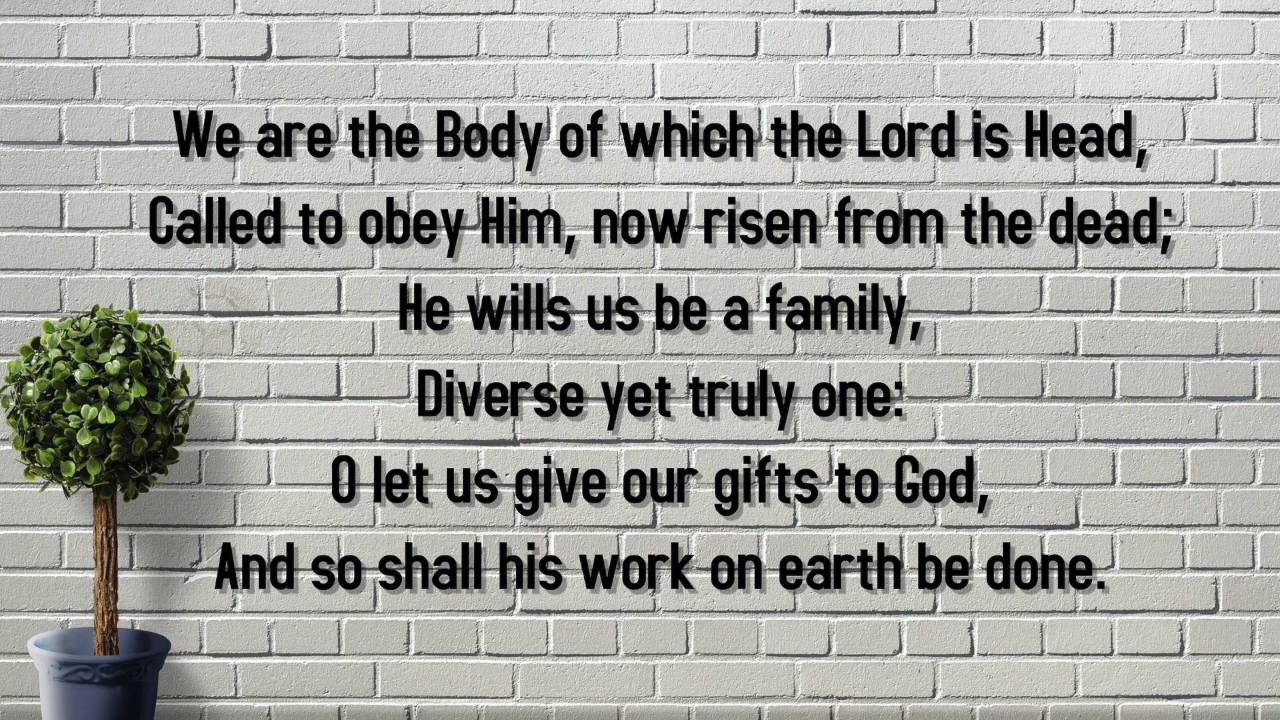 We are the Body of which the Lord is Head,
Called to obey Him, now risen from the dead;
He wills us be a family,
Diverse yet truly one:
O let us give our gifts to God,
And so shall his work on earth be done.